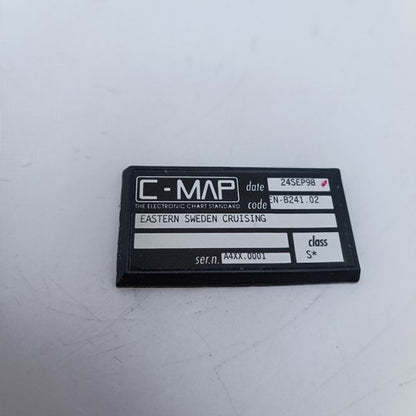 C-MAP
THE ELECTRONIC CHART STANDARD
date 24SEP98
code EN-B241.02
EASTERN SWEDEN CRUISING
class
S*
ser.n. A4XX.0001